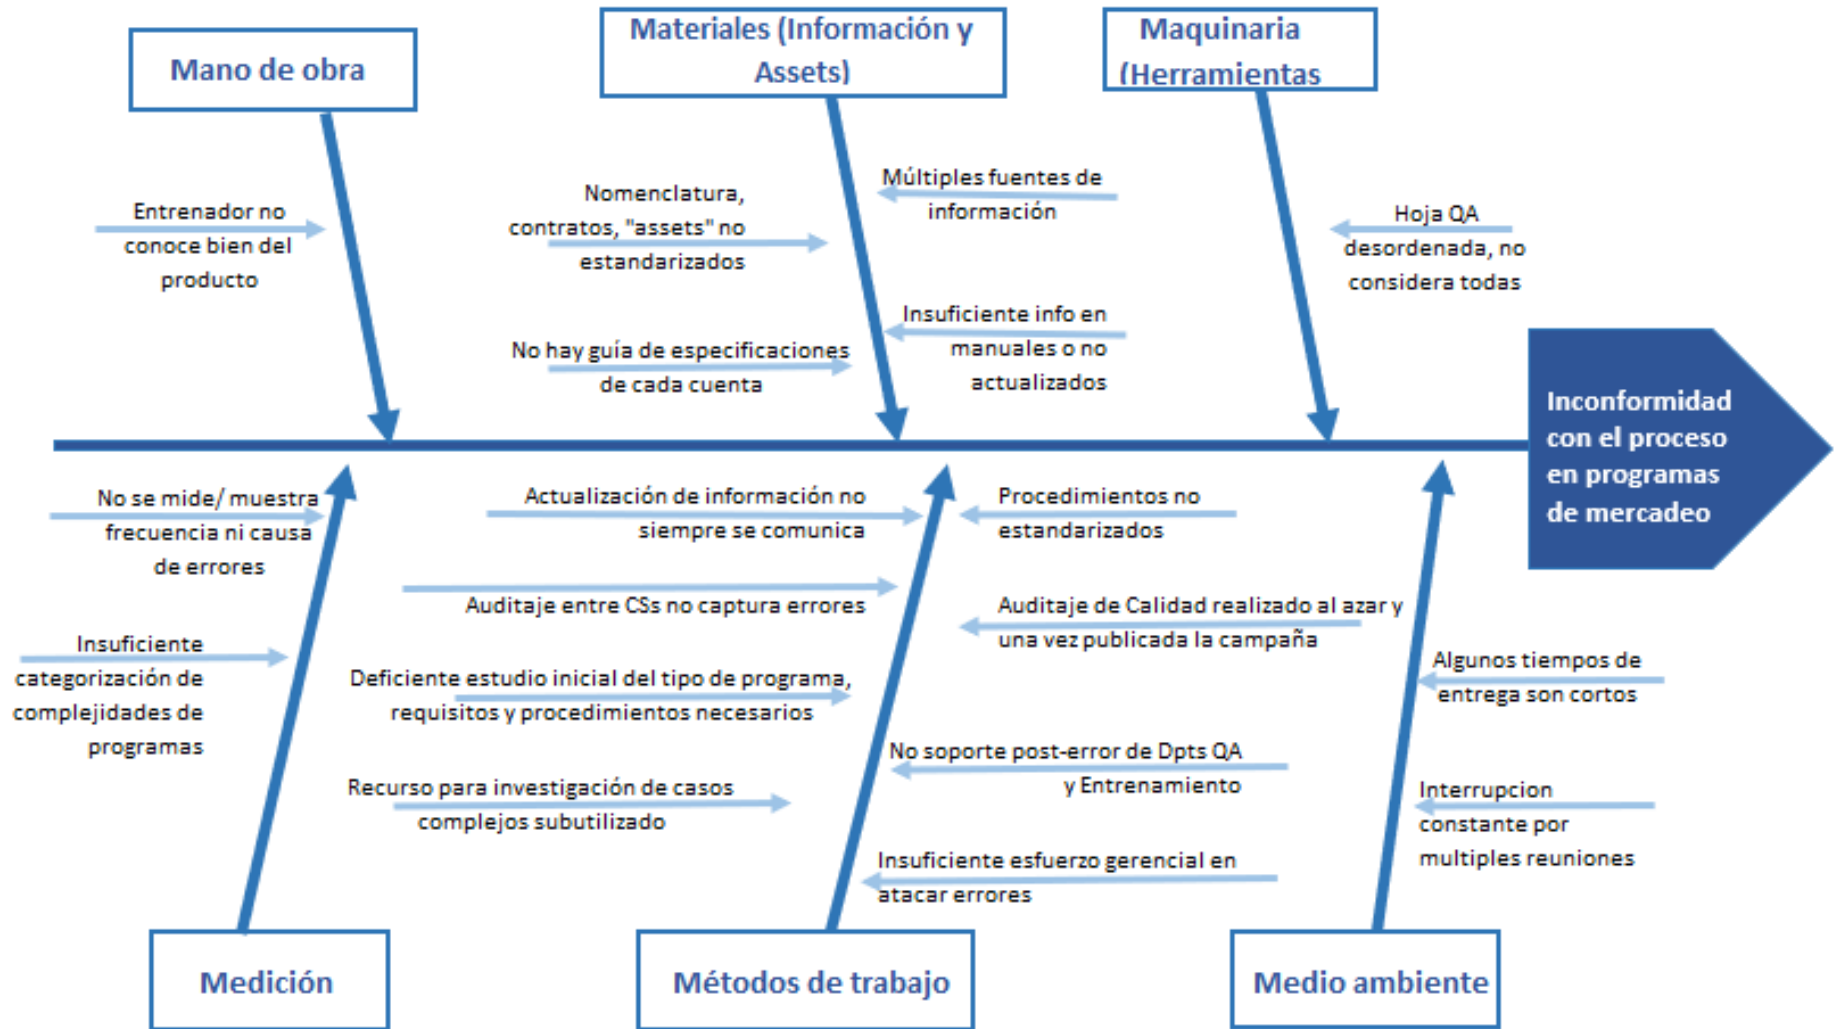 Mano de obra
Materiales (Información y
Assets)
Maquinaria
(Herramientas
Entrenador no
conoce bien del
producto
Nomenclatura,
contratos, "assets" no
estandarizados
No hay guía de especificaciones
de cada cuenta
Múltiples fuentes de
información
Insuficiente info en
manuales o no
actualizados
Hoja QA
desordenada, no
considera todas
Inconformidad
con el proceso
en programas
de mercadeo
No se mide/ muestra
frecuencia ni causa
de errores
Insuficiente
categorización de
complejidades de
programas
Actualización de información no
siempre se comunica
Auditaje entre CSs no captura errores
Deficiente estudio inicial del tipo de programa,
requisitos y procedimientos necesarios
Recurso para investigación de casos
complejos subutilizado
Procedimientos no
estandarizados
Auditaje de Calidad realizado al azar y
una vez publicada la campaña
No soporte post-error de Dpts QA
y Entrenamiento
Insuficiente esfuerzo gerencial en
atacar errores
Algunos tiempos de
entrega son cortos
Interrupcion
constante por
multiples reuniones
Medición
Métodos de trabajo
Medio ambiente